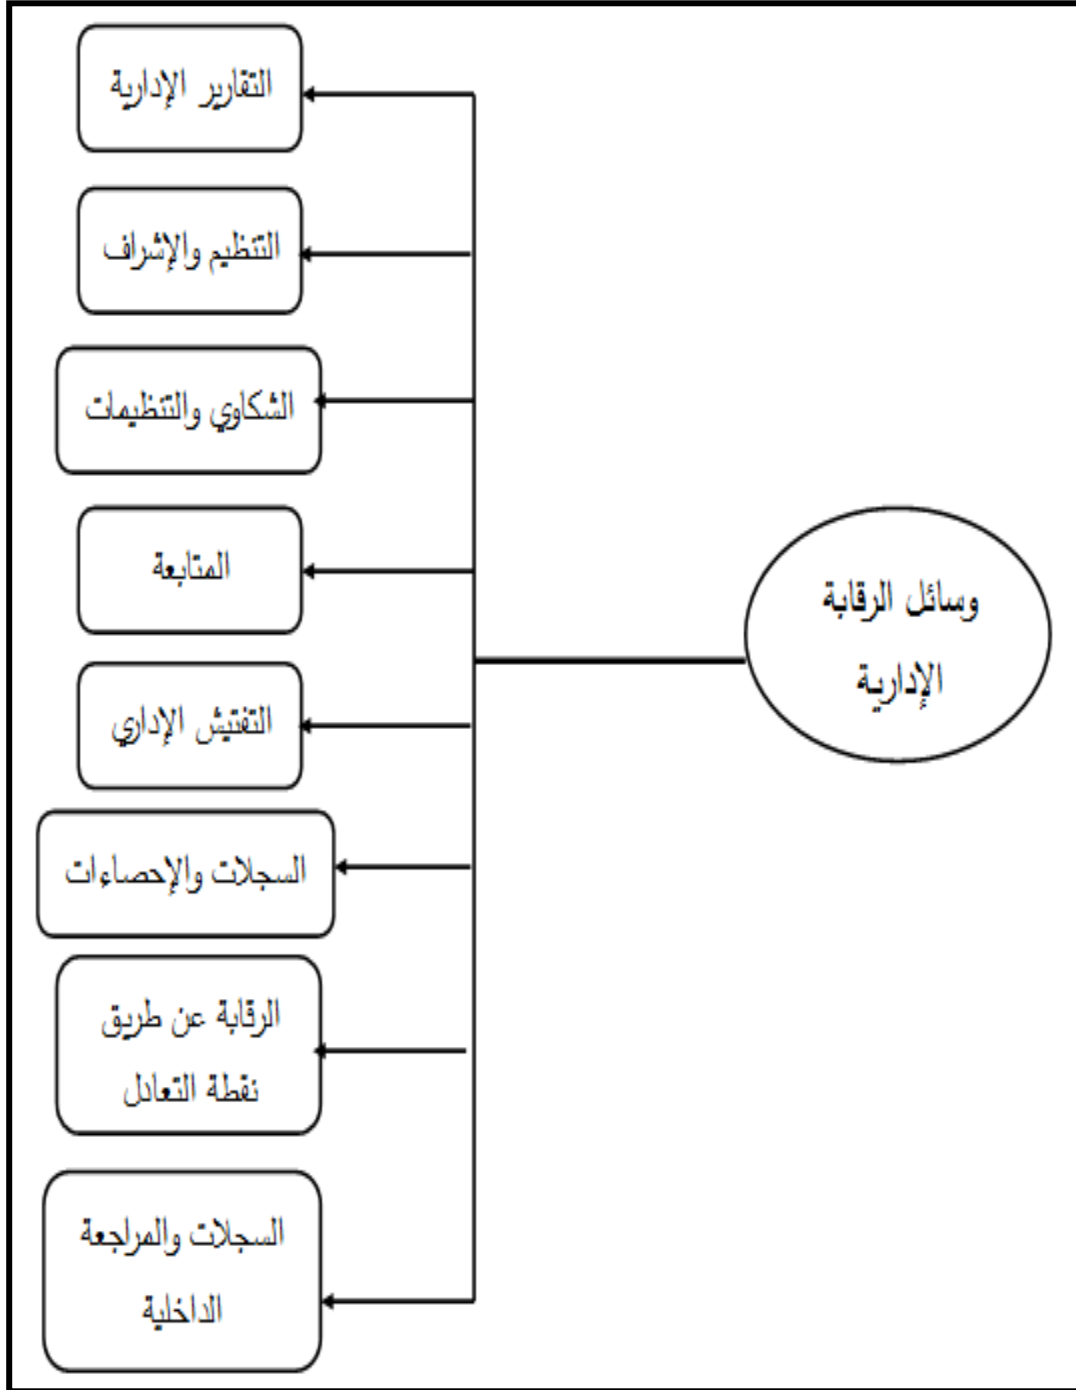 وسائل الرقابة
الإدارية
التقارير الإدارية
التنظيم والإشراف
الشكاوي والتنظيمات
المتابعة
التفتيش الإداري
السجلات والإحصاءات
الرقابة عن طريق
نقطة التعادل
السجلات والمراجعة
الداخلية